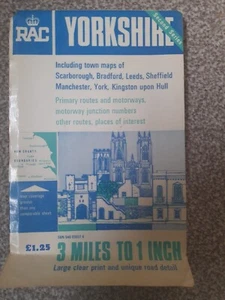 RAC
YORKSHIRE
Including town maps of
Scarborough, Bradford, Leeds, Sheffield
Manchester, York, Kingston upon Hull
Primary routes and motorways,
motorway junction numbers
other routes, places of interest
£1.25
3 MILES TO 1 INCH
Large clear print and unique road detail